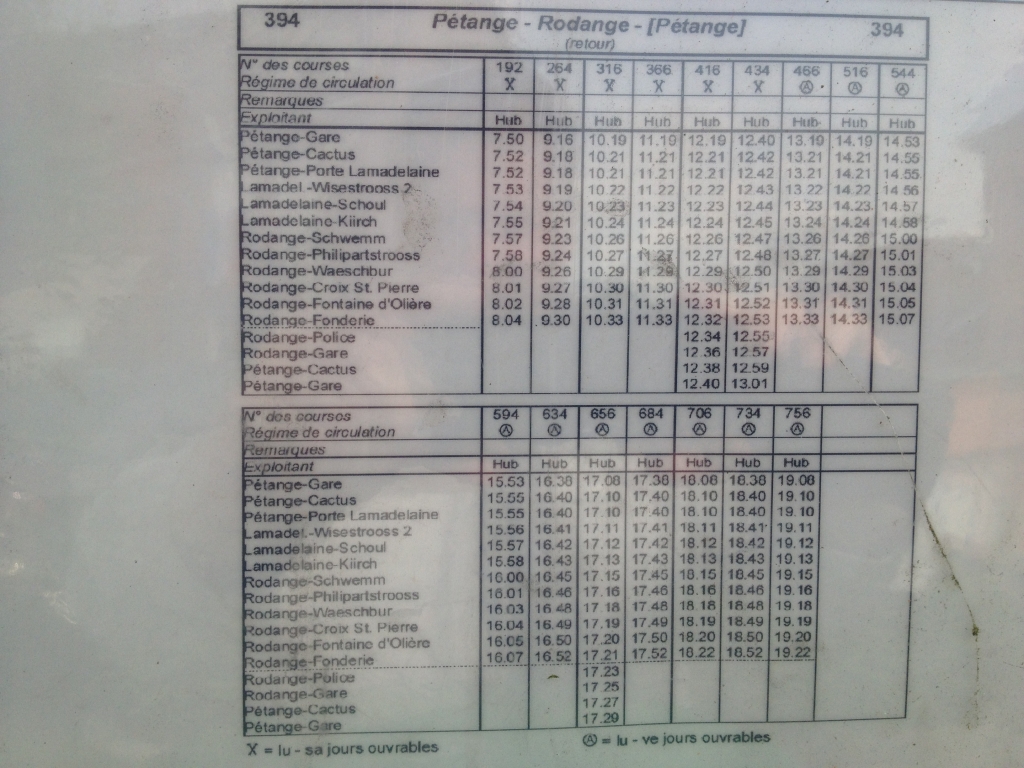 394 Pétange - Rodange - [Pétange] 394
(retour)
N° des courses 192 264 316 366 416 434 466 516 544
Régime de circulation X X X X X X Ⓐ Ⓐ Ⓐ
Remarques
Exploitant Hub Hub Hub Hub Hub Hub Hub Hub Hub
Pétange-Gare 7.50 9.16 10.19 11.19 12.19 12.40 13.19 14.19 14.53
Pétange-Cactus 7.52 9.18 10.21 11.21 12.21 12.42 13.21 14.21 14.55
Pétange-Porte Lamadelaine 7.52 9.18 10.21 11.21 12.21 12.42 13.21 14.21 14.55
Lamadel.-Wisestrooss 2 7.53 9.19 10.22 11.22 12.22 12.43 13.22 14.22 14.56
Lamadelaine-Schoul 7.54 9.20 10.23 11.23 12.23 12.44 13.23 14.23 14.57
Lamadelaine-Kiirch 7.55 9.21 10.24 11.24 12.24 12.45 13.24 14.24 14.58
Rodange-Schwemm 7.57 9.23 10.26 11.26 12.26 12.47 13.26 14.26 15.00
Rodange-Philipartstrooss 7.58 9.24 10.27 11.27 12.27 12.48 13.27 14.27 15.01
Rodange-Waeschbur 8.00 9.26 10.29 11.29 12.29 12.50 13.29 14.29 15.03
Rodange-Croix St. Pierre 8.01 9.27 10.30 11.30 12.30 12.51 13.30 14.30 15.04
Rodange-Fontaine d'Olière 8.02 9.28 10.31 11.31 12.31 12.52 13.31 14.31 15.05
Rodange-Fonderie 8.04 9.30 10.33 11.33 12.32 12.53 13.33 14.33 15.07
Rodange-Police 12.34 12.55
Rodange-Gare 12.36 12.57
Pétange-Cactus 12.38 12.59
Pétange-Gare 12.40 13.01
N° des courses 594 634 656 684 706 734 756
Régime de circulation Ⓐ Ⓐ Ⓐ Ⓐ Ⓐ Ⓐ Ⓐ
Remarques
Exploitant Hub Hub Hub Hub Hub Hub Hub
Pétange-Gare 15.53 16.38 17.08 17.38 18.08 18.38 19.08
Pétange-Cactus 15.55 16.40 17.10 17.40 18.10 18.40 19.10
Pétange-Porte Lamadelaine 15.55 16.40 17.10 17.40 18.10 18.40 19.10
Lamadel.-Wisestrooss 2 15.56 16.41 17.11 17.41 18.11 18.41 19.11
Lamadelaine-Schoul 15.57 16.42 17.12 17.42 18.12 18.42 19.12
Lamadelaine-Kiirch 15.58 16.43 17.13 17.43 18.13 18.43 19.13
Rodange-Schwemm 16.00 16.45 17.15 17.45 18.15 18.45 19.15
Rodange-Philipartstrooss 16.01 16.46 17.16 17.46 18.16 18.46 19.16
Rodange-Waeschbur 16.03 16.48 17.18 17.48 18.18 18.48 19.18
Rodange-Croix St. Pierre 16.04 16.49 17.19 17.49 18.19 18.49 19.19
Rodange-Fontaine d'Olière 16.05 16.50 17.20 17.50 18.20 18.50 19.20
Rodange-Fonderie 16.07 16.52 17.21 17.52 18.22 18.52 19.22
Rodange-Police 17.23
Rodange-Gare 17.25
Pétange-Cactus 17.27
Pétange-Gare 17.29
X = lu - sa jours ouvrables Ⓐ = lu - ve jours ouvrables